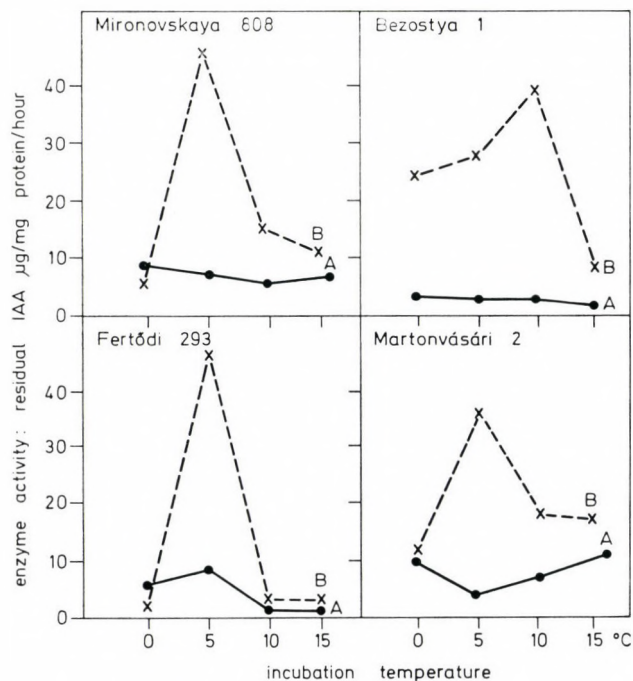 Mironovskaya 808
Bezostya 1
40
30
20
10
0
B
A
B
A
Fertődi 293
Martonvásári 2
40
30
20
10
0
B
A
B
A
0 5 10 15
0 5 10 15 °C
incubation temperature
enzyme activity: residual IAA µg/mg protein/hour